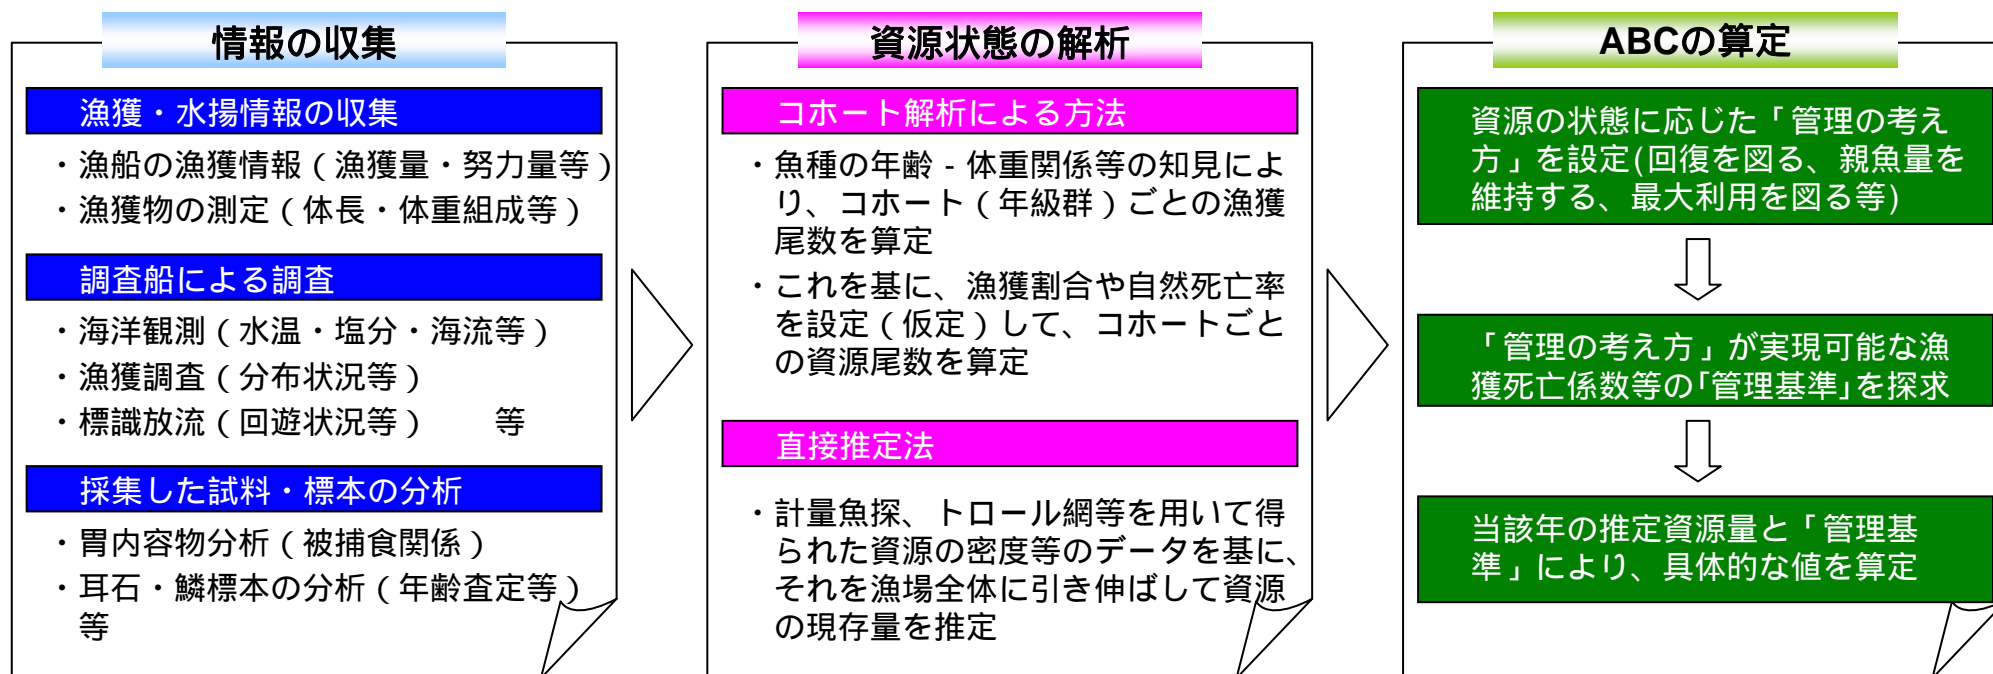 情報の収集
漁獲・水揚情報の収集
・漁船の漁獲情報（漁獲量・努力量等）
・漁獲物の測定（体長・体重組成等）
調査船による調査
・海洋観測（水温・塩分・海流等）
・漁獲調査（分布状況等）
・標識放流（回遊状況等）　　等
採集した試料・標本の分析
・胃内容物分析（被捕食関係）
・耳石・鱗標本の分析（年齢査定等）
等
資源状態の解析
コホート解析による方法
・魚種の年齢‐体重関係等の知見によ
り、コホート（年級群）ごとの漁獲
尾数を算定
・これを基に、漁獲割合や自然死亡率
を設定（仮定）して、コホートごと
の資源尾数を算定
直接推定法
・計量魚探、トロール網等を用いて得
られた資源の密度等のデータを基に、
それを漁場全体に引き伸ばして資源
の現存量を推定
ABCの算定
資源の状態に応じた「管理の考え
方」を設定(回復を図る、親魚量を
維持する、最大利用を図る等)
「管理の考え方」が実現可能な漁
獲死亡係数等の「管理基準」を探求
当該年の推定資源量と「管理基
準」により、具体的な値を算定